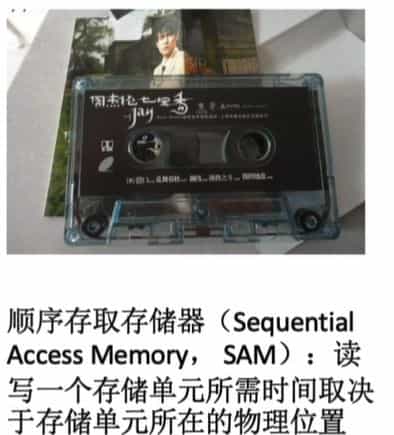 周杰伦七里香
Jay
顺序存取存储器（Sequential
Access Memory， SAM）：读
写一个存储单元所需时间取决
于存储单元所在的物理位置